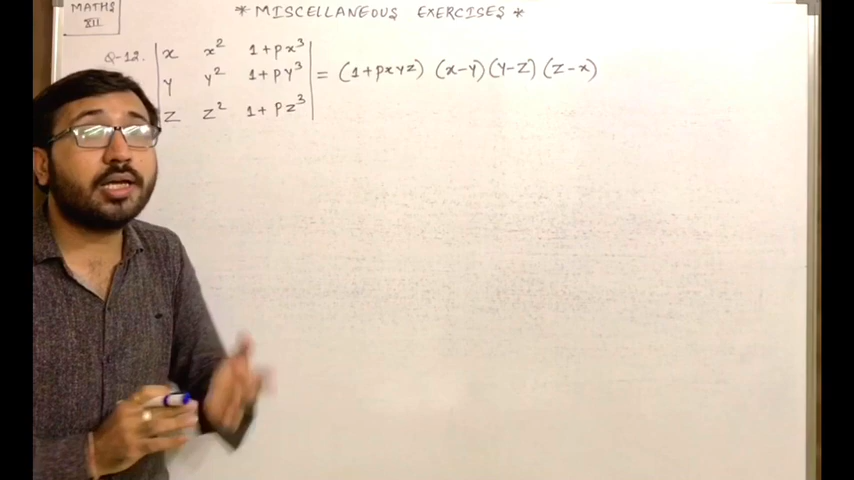 MATHS
XII
* MISCELLANEOUS EXERCISES *
Q-12. | x x² 1+px³ |
| y y² 1+py³ | = (1+pxyz) (x-y) (y-z) (z-x)
| z z² 1+pz³ |